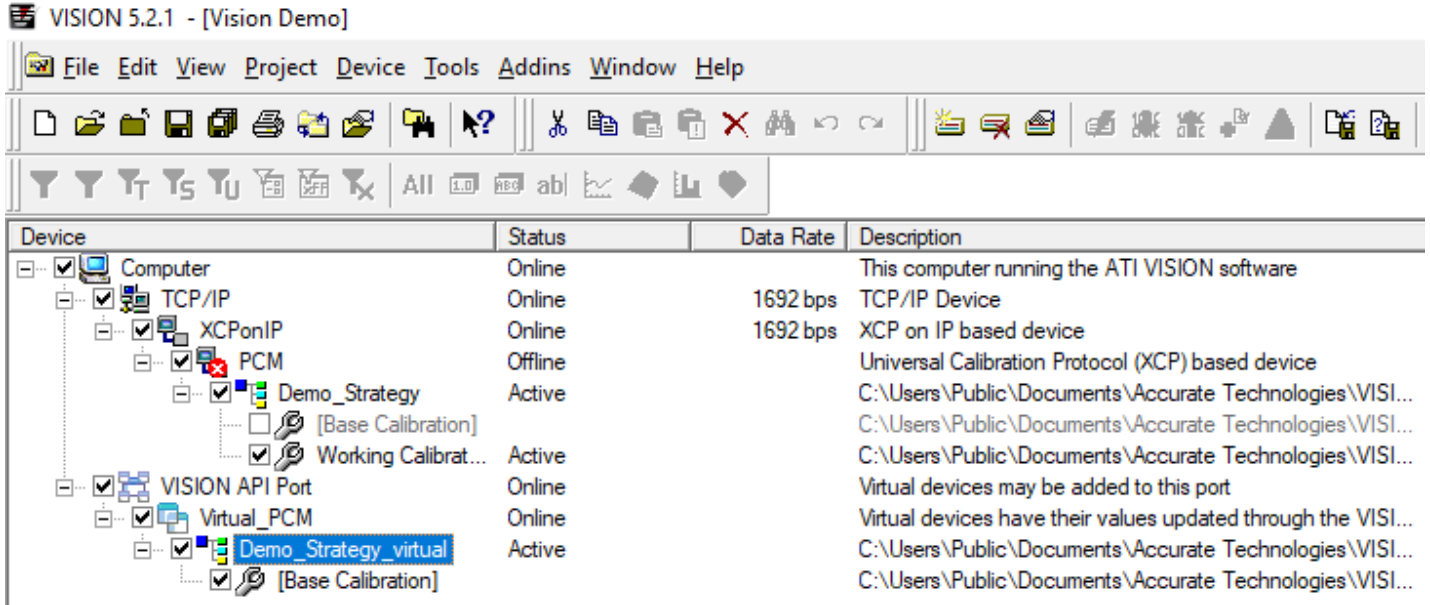 VISION 5.2.1 - [Vision Demo]
File Edit View Project Device Tools Addins Window Help
All 1.0 ABC ab|
Device Status Data Rate Description
Computer Online This computer running the ATI VISION software
TCP/IP Online 1692 bps TCP/IP Device
XCPonIP Online 1692 bps XCP on IP based device
PCM Offline Universal Calibration Protocol (XCP) based device
Demo_Strategy Active C:\Users\Public\Documents\Accurate Technologies\VISI...
[Base Calibration] C:\Users\Public\Documents\Accurate Technologies\VISI...
Working Calibrat... Active C:\Users\Public\Documents\Accurate Technologies\VISI...
VISION API Port Online Virtual devices may be added to this port
Virtual_PCM Online Virtual devices have their values updated through the VISI...
Demo_Strategy_virtual Active C:\Users\Public\Documents\Accurate Technologies\VISI...
[Base Calibration] C:\Users\Public\Documents\Accurate Technologies\VISI...